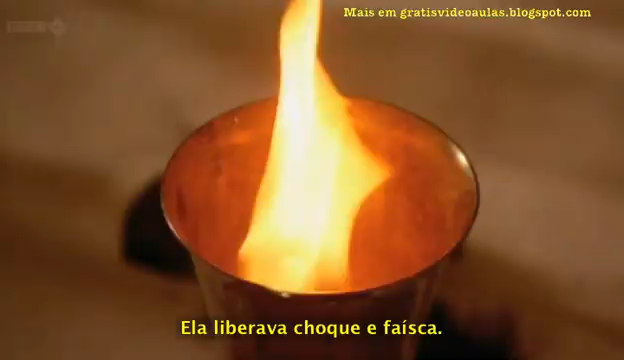 Mais em gratisvideoaulas.blogspot.com
Ela liberava choque e faísca.